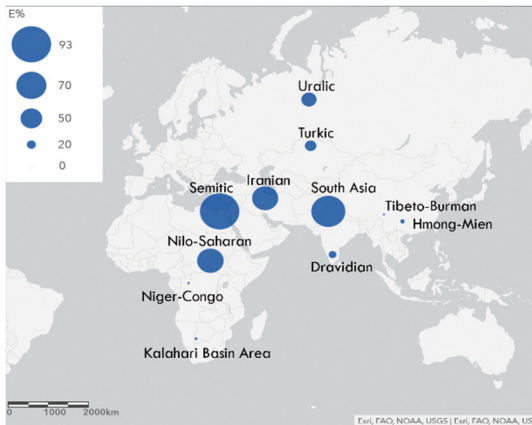 E%
93
70
50
20
0
Uralic
Turkic
Iranian
Semitic
South Asia
Tibeto-Burman
Hmong-Mien
Nilo-Saharan
Dravidian
Niger-Congo
Kalahari Basin Area
0 1000 2000km
Esri, FAO, NOAA, USGS | Esri, FAO, NOAA, US